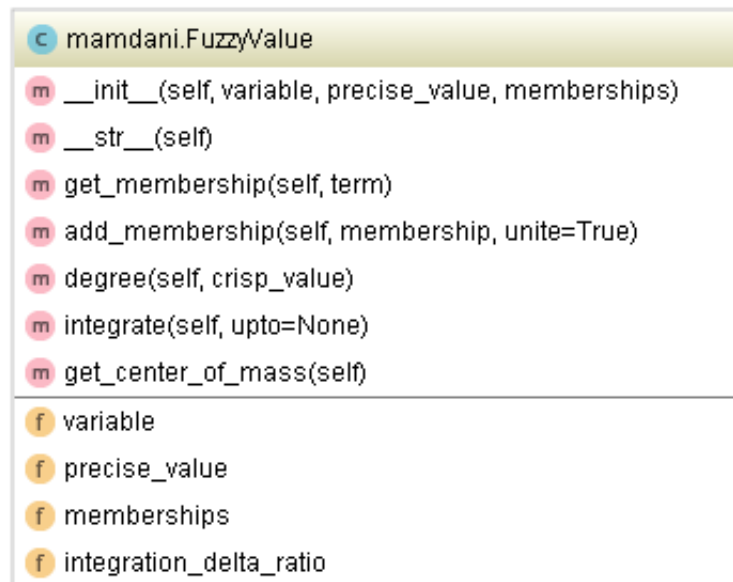 C mamdani.FuzzyValue
m __init__(self, variable, precise_value, memberships)
m __str__(self)
m get_membership(self, term)
m add_membership(self, membership, unite=True)
m degree(self, crisp_value)
m integrate(self, upto=None)
m get_center_of_mass(self)
f variable
f precise_value
f memberships
f integration_delta_ratio